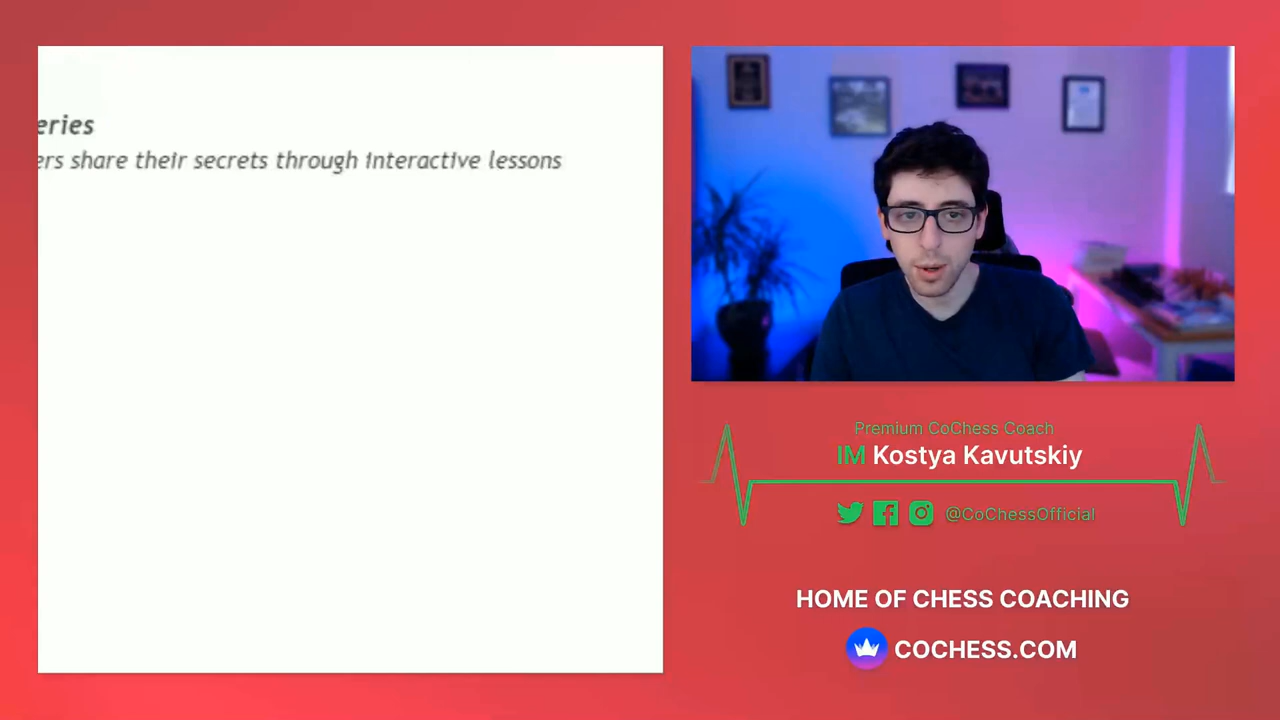 eries
ers share their secrets through interactive lessons
Premium CoChess Coach
IM Kostya Kavutskiy
@CoChessOfficial
HOME OF CHESS COACHING
COCHESS.COM